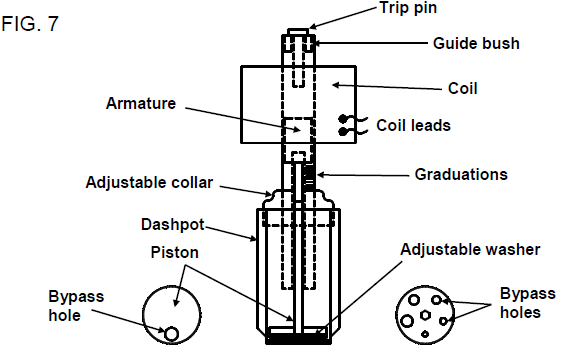 Trip pin
FIG. 7
Guide bush
Coil
Armature
Coil leads
Graduations
Adjustable collar
Dashpot
Adjustable washer
Piston
Bypass
hole
Bypass
holes